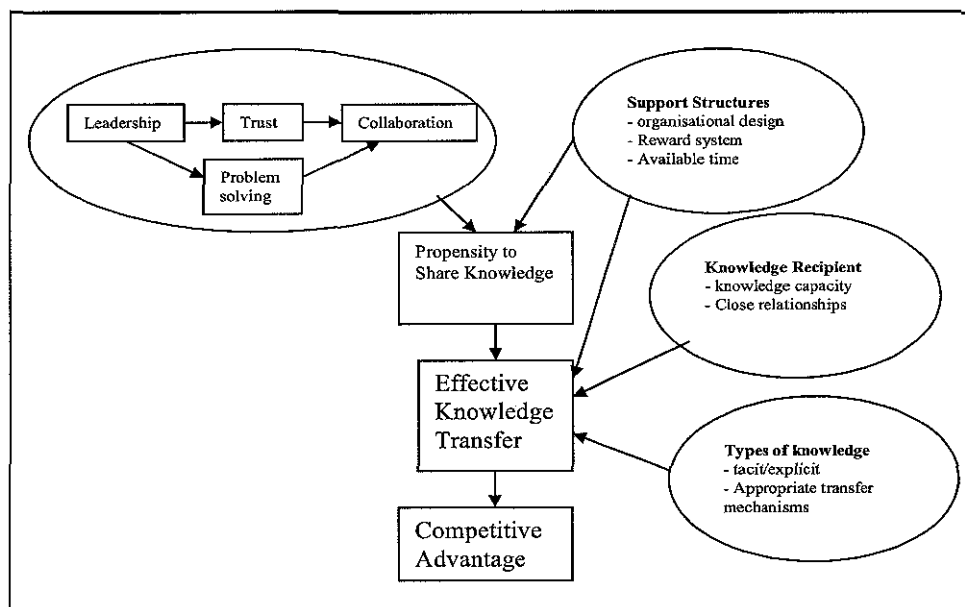 Leadership
Trust
Collaboration
Problem
solving
Support Structures
- organisational design
- Reward system
- Available time
Propensity to
Share Knowledge
Knowledge Recipient
- knowledge capacity
- Close relationships
Effective
Knowledge
Transfer
Types of knowledge
- tacit/explicit
- Appropriate transfer
mechanisms
Competitive
Advantage